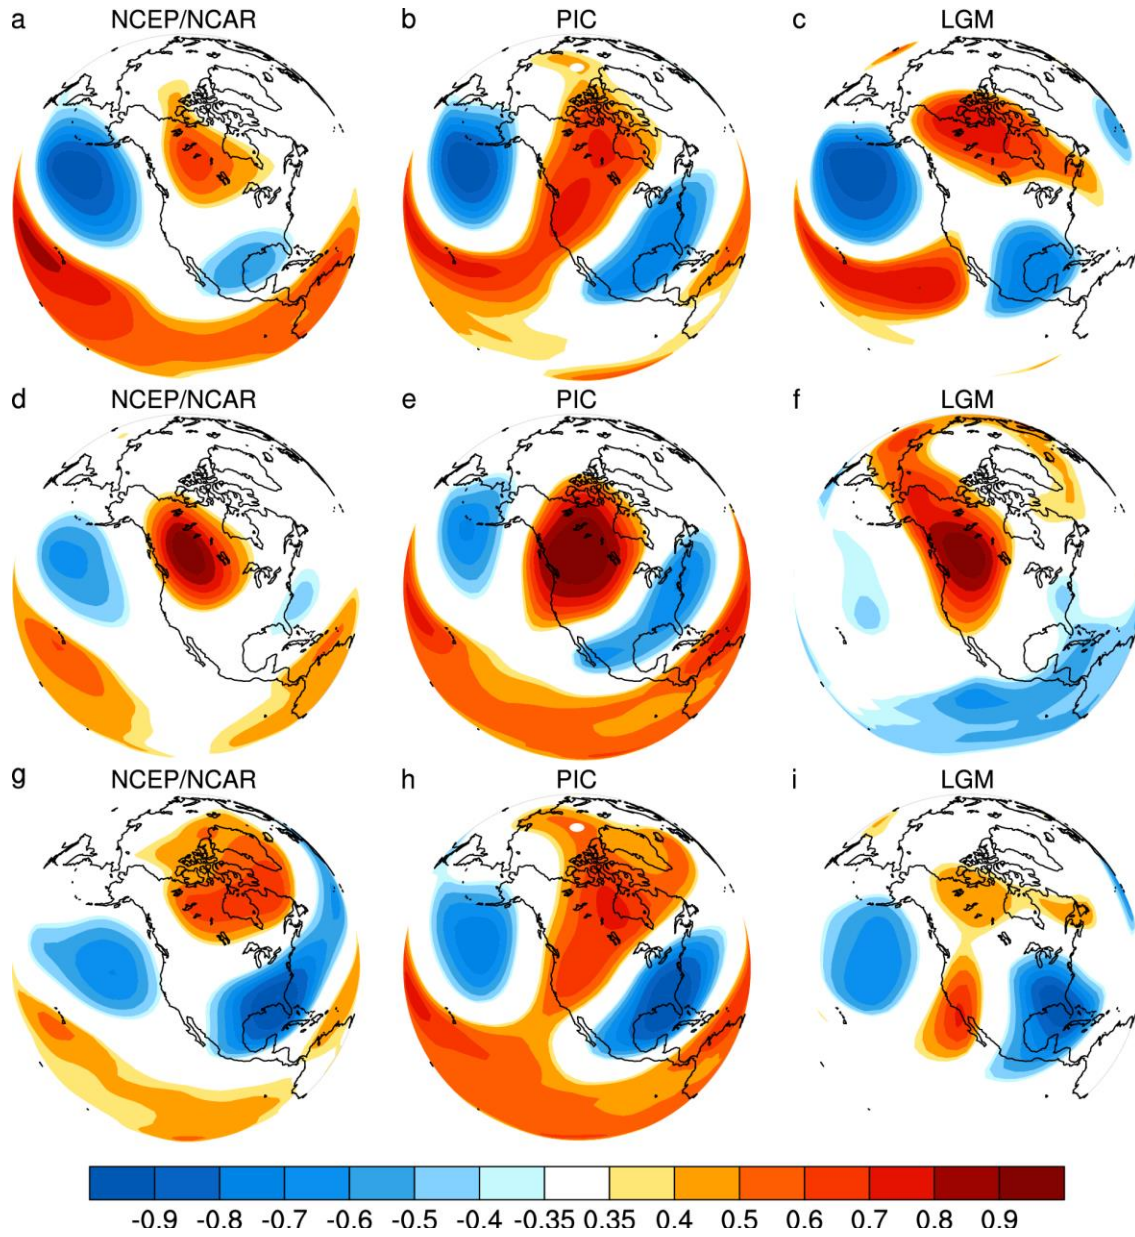 a NCEP/NCAR b PIC c LGM
d NCEP/NCAR e PIC f LGM
g NCEP/NCAR h PIC i LGM
-0.9 -0.8 -0.7 -0.6 -0.5 -0.4 -0.35 0.35 0.4 0.5 0.6 0.7 0.8 0.9